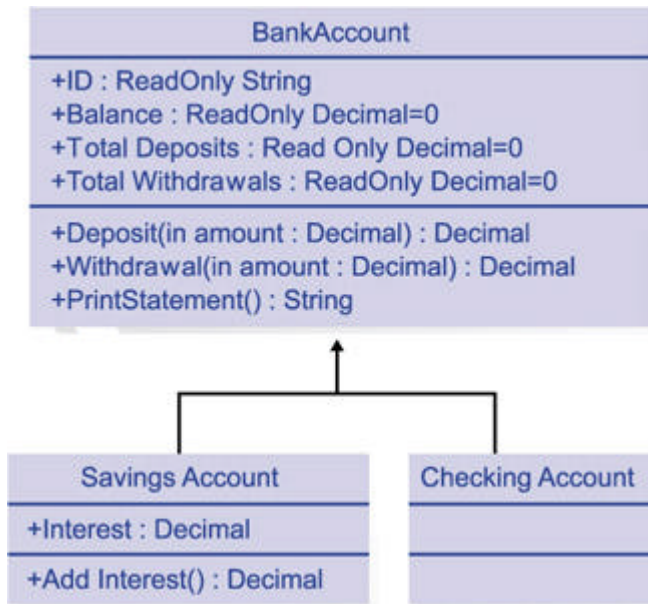 BankAccount
+ID : ReadOnly String
+Balance : ReadOnly Decimal=0
+Total Deposits : Read Only Decimal=0
+Total Withdrawals : ReadOnly Decimal=0
+Deposit(in amount : Decimal) : Decimal
+Withdrawal(in amount : Decimal) : Decimal
+PrintStatement() : String
Savings Account
+Interest : Decimal
+Add Interest() : Decimal
Checking Account